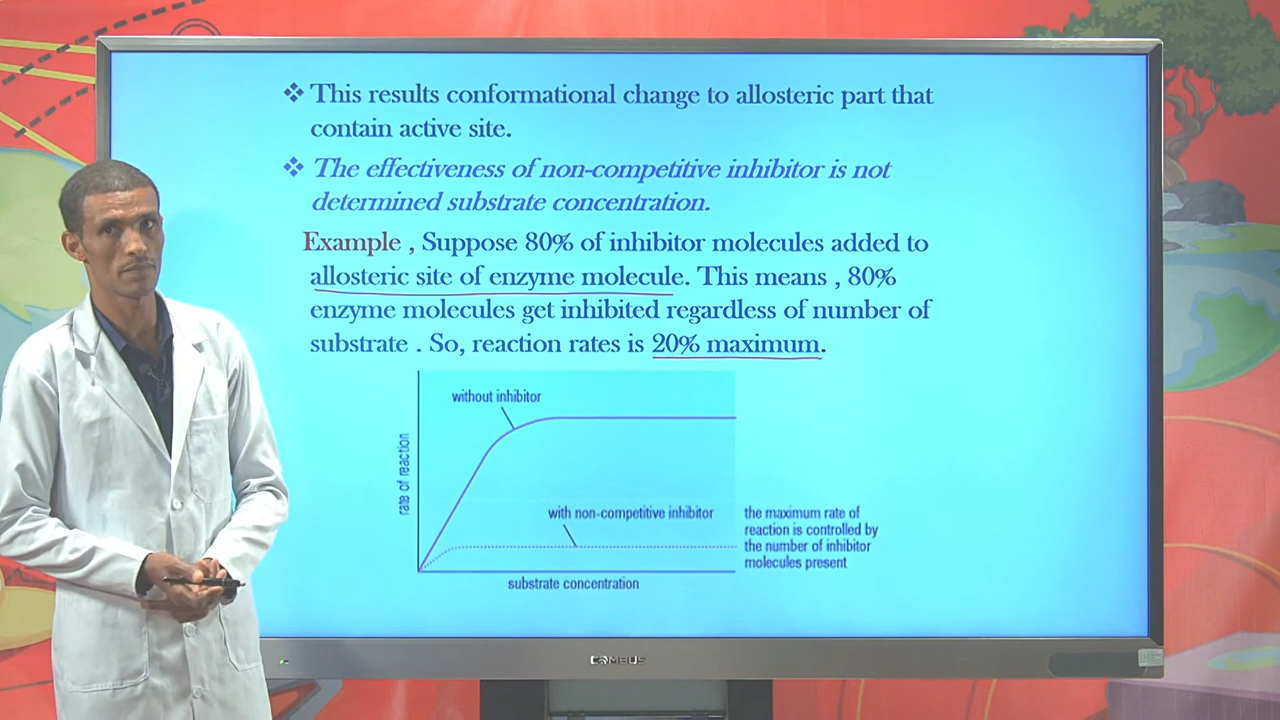 ❖ This results conformational change to allosteric part that
contain active site.
❖ The effectiveness of non-competitive inhibitor is not
determined substrate concentration.
Example , Suppose 80% of inhibitor molecules added to
allosteric site of enzyme molecule. This means , 80%
enzyme molecules get inhibited regardless of number of
substrate . So, reaction rates is 20% maximum.
without inhibitor
rate of reaction
with non-competitive inhibitor
the maximum rate of
reaction is controlled by
the number of inhibitor
molecules present
substrate concentration